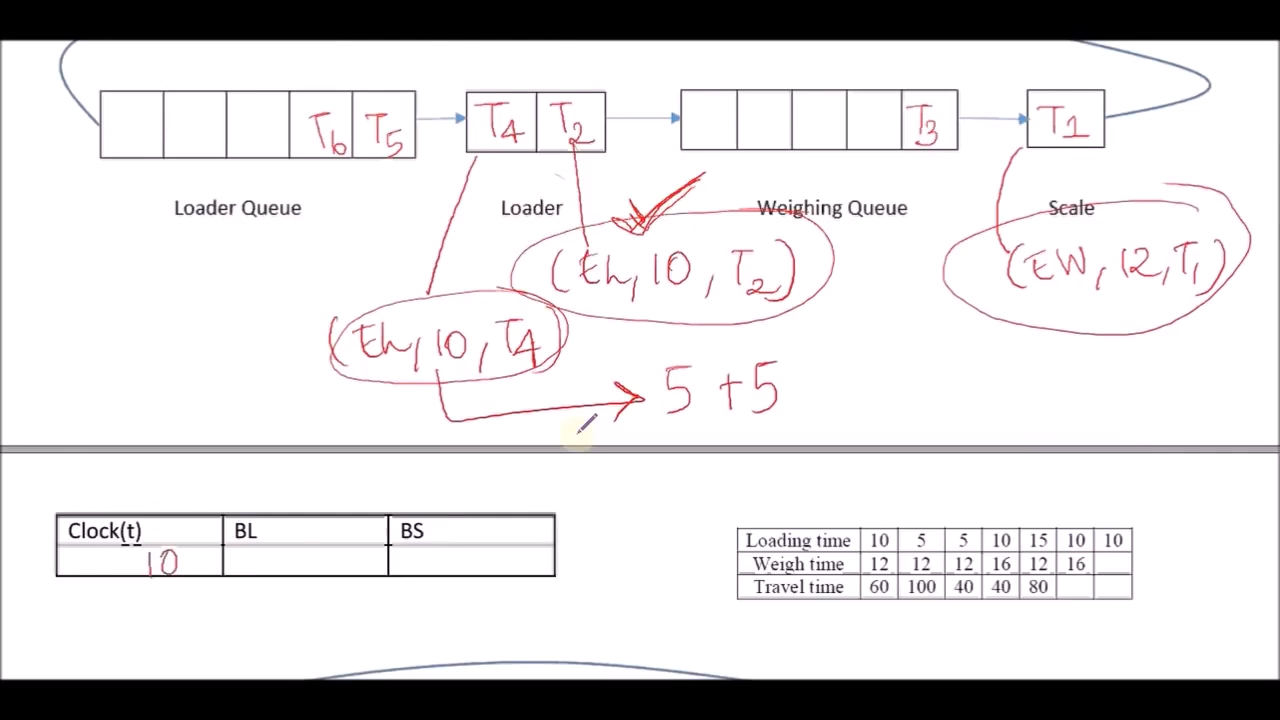 T6 T5 T4 T2 T3 T1
Loader Queue Loader Weighing Queue Scale
(EL, 10, T2) (EW, 12, T1)
(EL, 10, T4)
5 + 5
Clock(t) BL BS
10
Loading time 10 5 5 10 15 10 10
Weigh time 12 12 12 16 12 16
Travel time 60 100 40 40 80